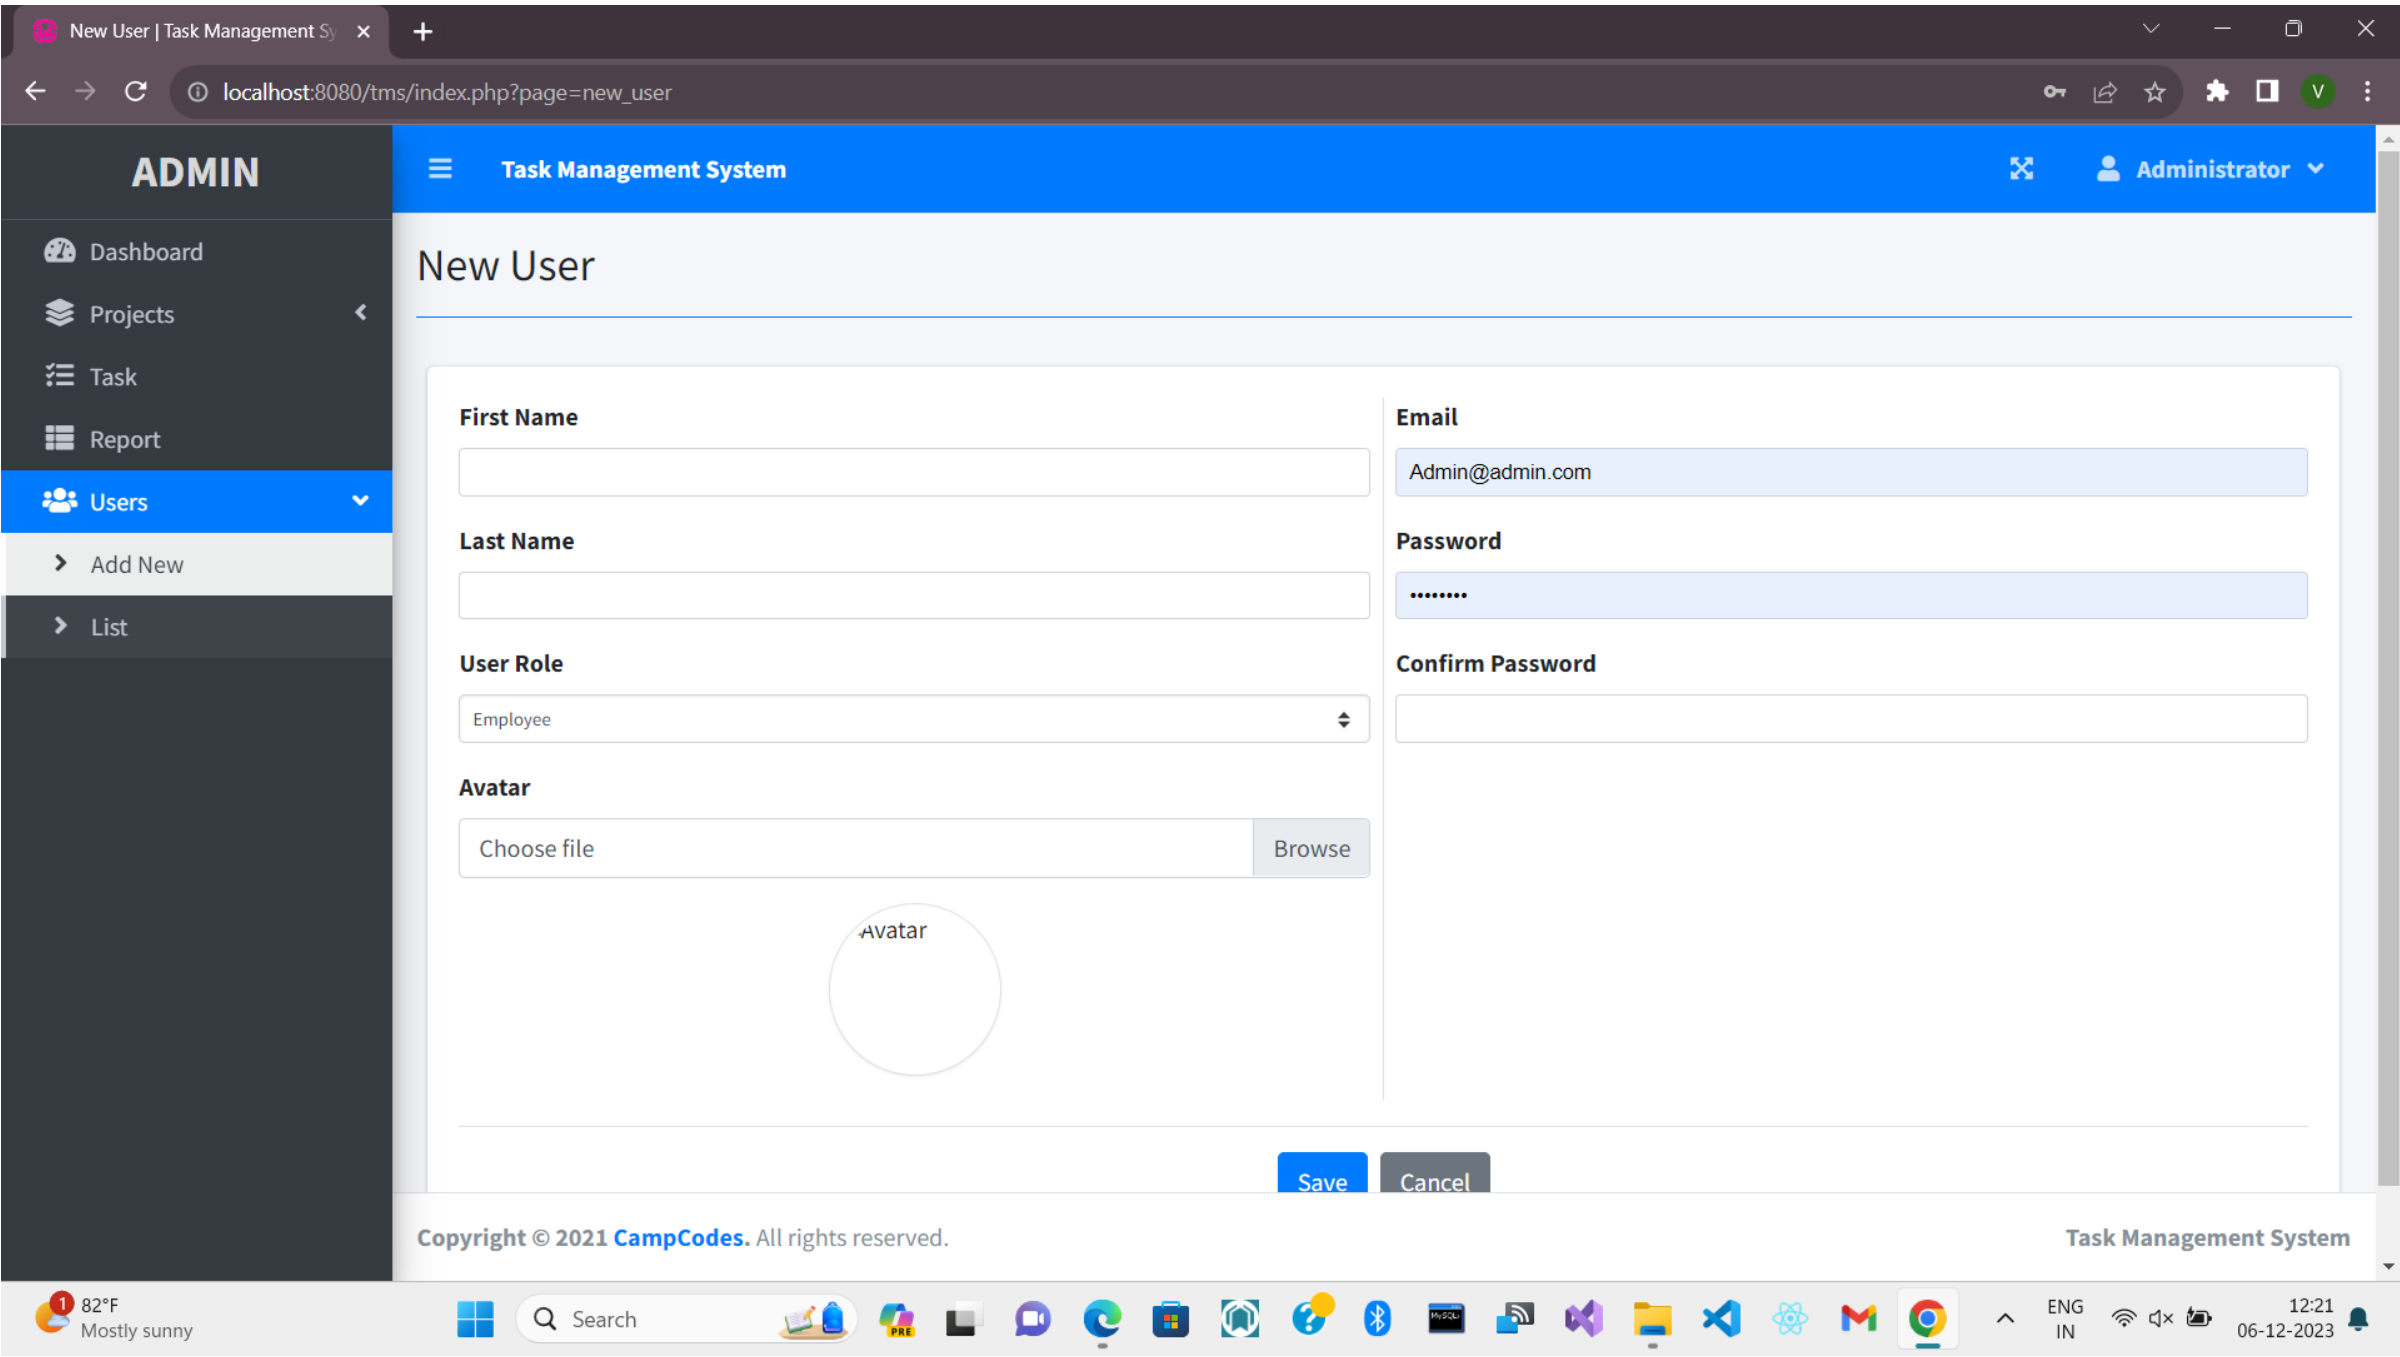 New User | Task Management Sy
localhost:8080/tms/index.php?page=new_user
V
ADMIN
Task Management System
Administrator
Dashboard
Projects
Task
Report
Users
Add New
List
New User
First Name
Email
Admin@admin.com
Last Name
Password
••••••••
User Role
Confirm Password
Employee
Avatar
Choose file
Browse
Avatar
Save
Cancel
Copyright © 2021 CampCodes. All rights reserved.
Task Management System
1
82°F
Mostly sunny
Search
PRE
MySQL
ENG
IN
12:21
06-12-2023